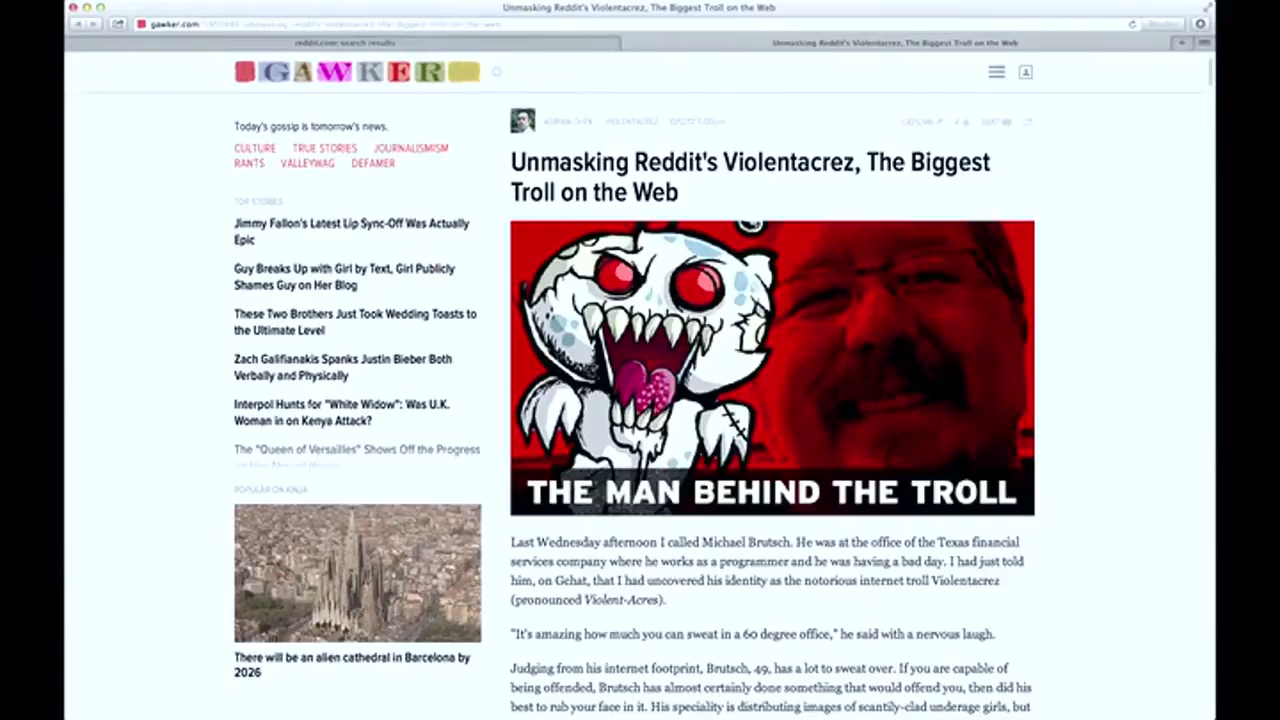 Unmasking Reddit's Violentacrez, The Biggest Troll on the Web
gawker.com
reddit.com: search results
Unmasking Reddit's Violentacrez, The Biggest Troll on the Web
GAWKER
Today's gossip is tomorrow's news.
CULTURE TRUE STORIES JOURNALISMISM
RANTS VALLEYWAG DEFAMER
TOP STORIES
Jimmy Fallon's Latest Lip Sync-Off Was Actually
Epic
Guy Breaks Up with Girl by Text, Girl Publicly
Shames Guy on Her Blog
These Two Brothers Just Took Wedding Toasts to
the Ultimate Level
Zach Galifianakis Spanks Justin Bieber Both
Verbally and Physically
Interpol Hunts for "White Widow": Was U.K.
Woman in on Kenya Attack?
The "Queen of Versailles" Shows Off the Progress
POPULAR ON KINJA
There will be an alien cathedral in Barcelona by
2026
ADRIAN CHEN VIOLENTACREZ
Unmasking Reddit's Violentacrez, The Biggest
Troll on the Web
THE MAN BEHIND THE TROLL
Last Wednesday afternoon I called Michael Brutsch. He was at the office of the Texas financial
services company where he works as a programmer and he was having a bad day. I had just told
him, on Gchat, that I had uncovered his identity as the notorious internet troll Violentacrez
(pronounced Violent-Acres).
"It's amazing how much you can sweat in a 60 degree office," he said with a nervous laugh.
Judging from his internet footprint, Brutsch, 49, has a lot to sweat over. If you are capable of
being offended, Brutsch has almost certainly done something that would offend you, then did his
best to rub your face in it. His speciality is distributing images of scantily-clad underage girls, but